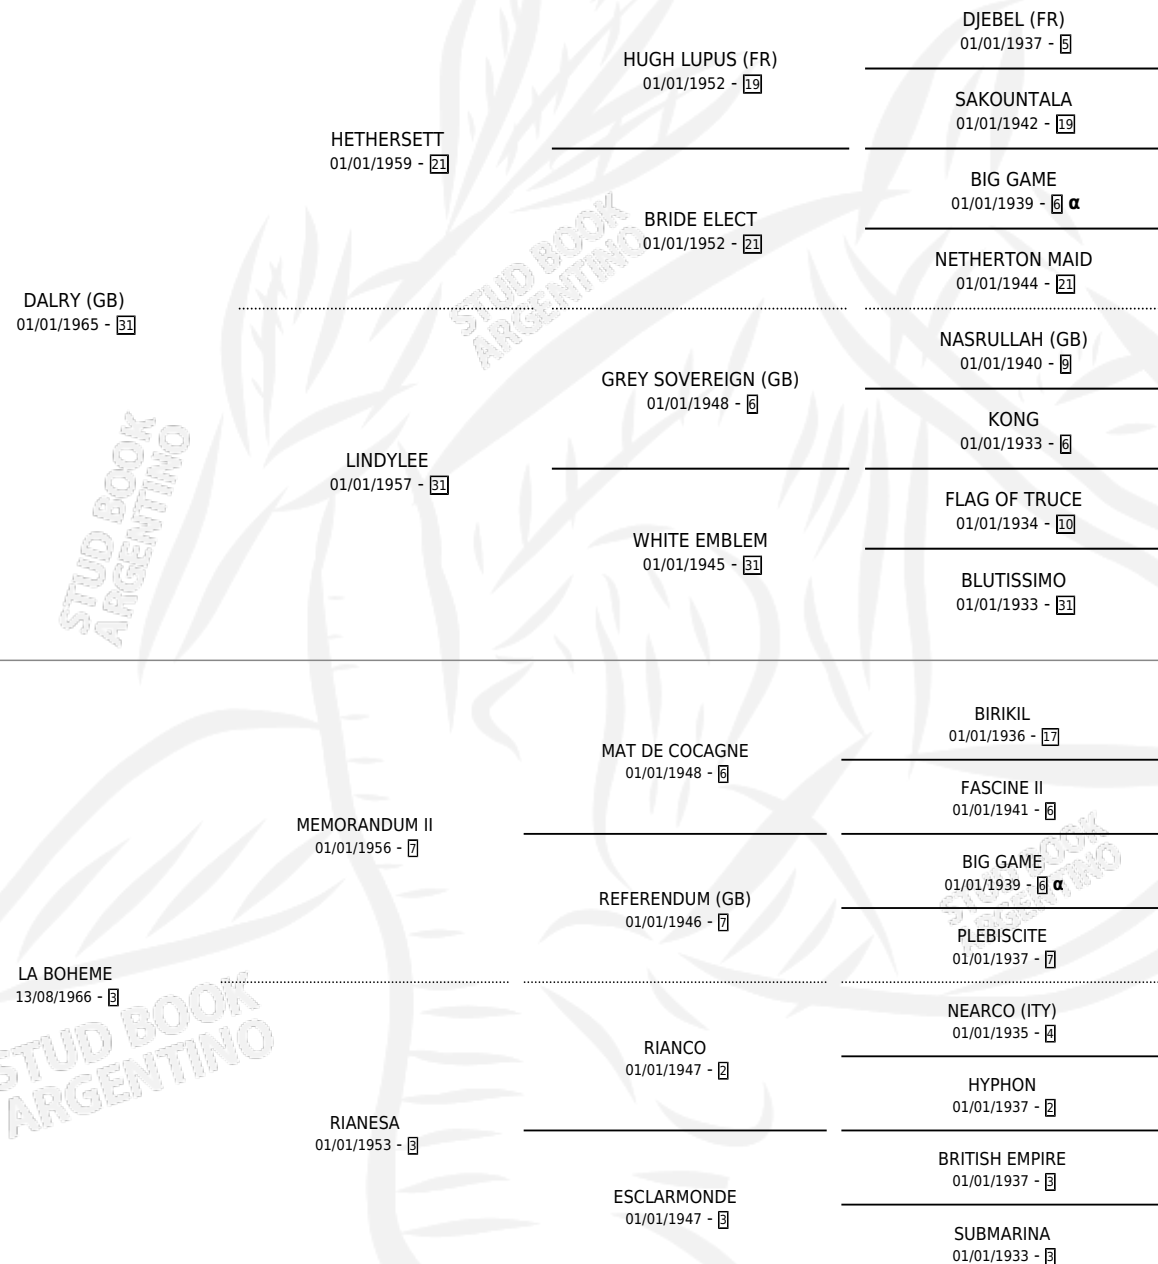 DJEBEL (FR)
01/01/1937 - 5
HUGH LUPUS (FR)
01/01/1952 - 19
SAKOUNTALA
01/01/1942 - 19
HETHERSETT
01/01/1959 - 21
BIG GAME
01/01/1939 - 6 α
BRIDE ELECT
01/01/1952 - 21
NETHERTON MAID
01/01/1944 - 21
STUD BOOK
ARGENTINO
DALRY (GB)
01/01/1965 - 31
NASRULLAH (GB)
01/01/1940 - 9
GREY SOVEREIGN (GB)
01/01/1948 - 6
KONG
01/01/1933 - 6
LINDYLEE
01/01/1957 - 31
FLAG OF TRUCE
01/01/1934 - 10
WHITE EMBLEM
01/01/1945 - 31
BLUTISSIMO
01/01/1933 - 31
STUD BOOK
ARGENTINO
BIRIKIL
01/01/1936 - 17
MAT DE COCAGNE
01/01/1948 - 6
FASCINE II
01/01/1941 - 6
MEMORANDUM II
01/01/1956 - 7
BIG GAME
01/01/1939 - 6 α
STUD BOOK
ARGENTINO
REFERENDUM (GB)
01/01/1946 - 7
PLEBISCITE
01/01/1937 - 7
LA BOHEME
13/08/1966 - 3
STUD BOOK
ARGENTINO
NEARCO (ITY)
01/01/1935 - 4
RIANCO
01/01/1947 - 2
HYPHON
01/01/1937 - 2
RIANESA
01/01/1953 - 3
BRITISH EMPIRE
01/01/1937 - 3
ESCLARMONDE
01/01/1947 - 3
SUBMARINA
01/01/1933 - 3